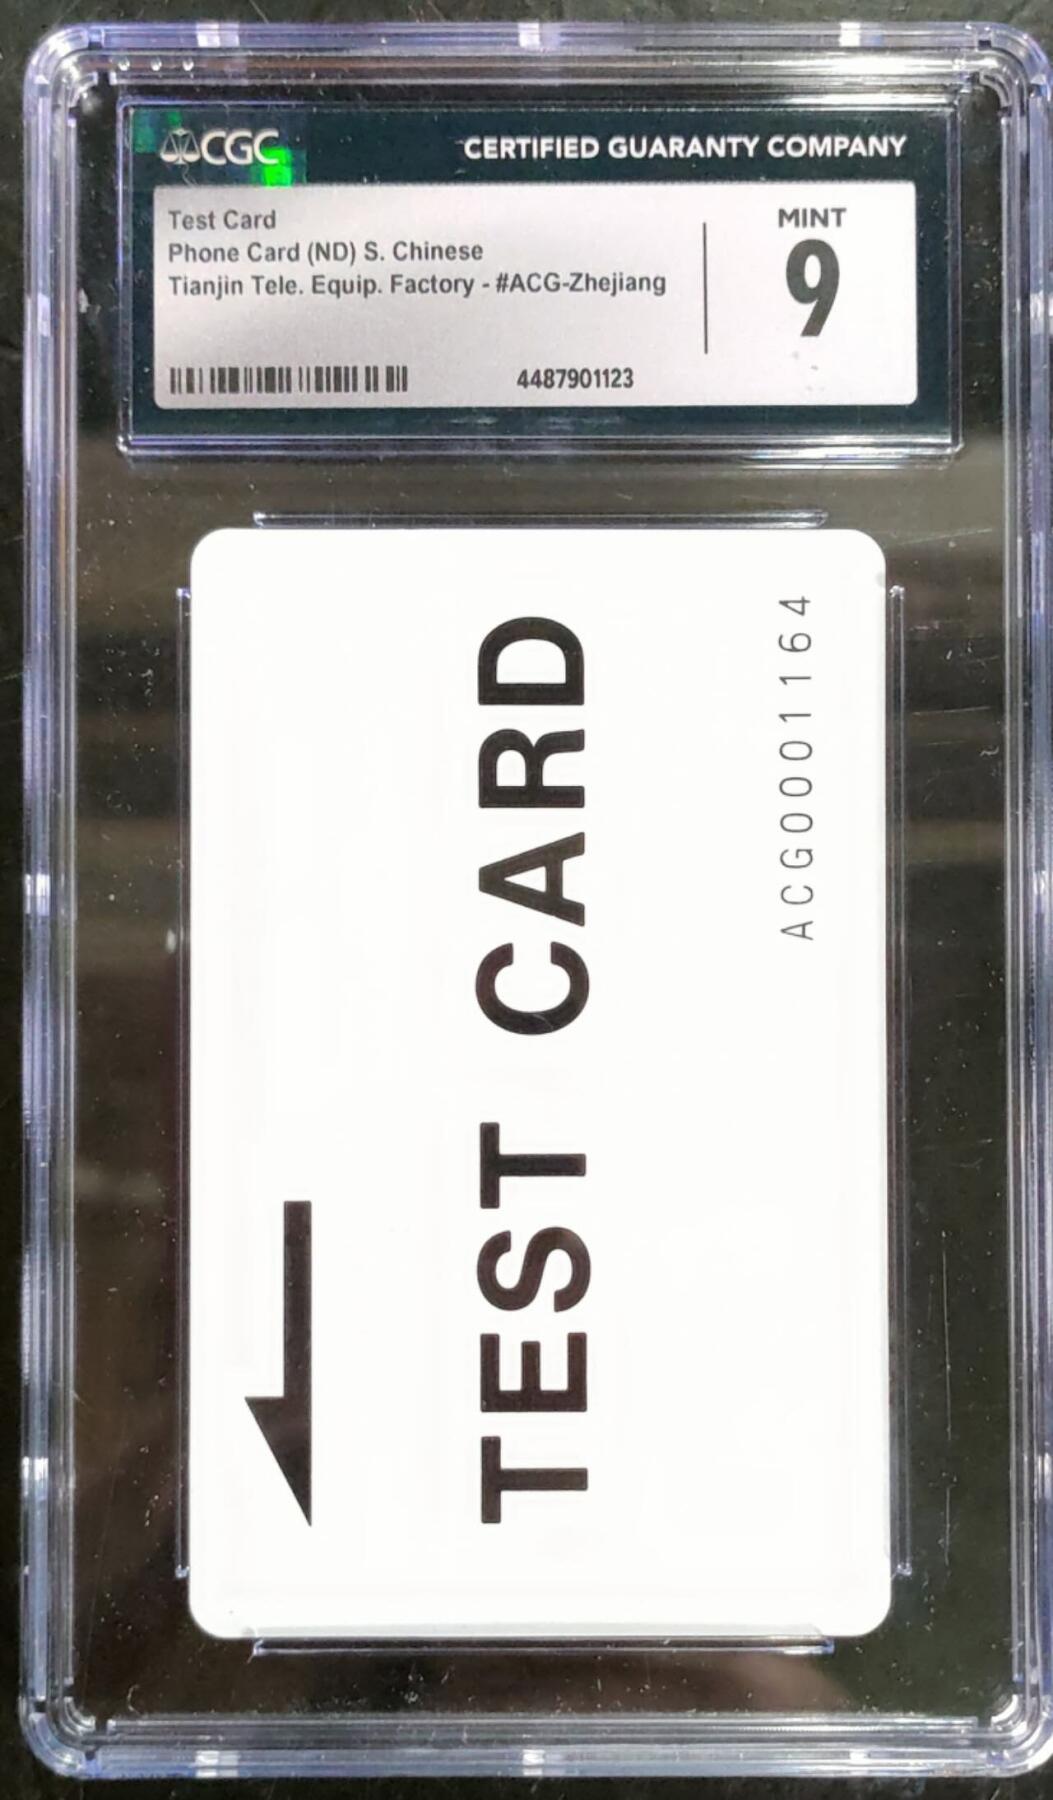 CGC
CERTIFIED GUARANTY COMPANY
Test Card
Phone Card (ND) S. Chinese
Tianjin Tele. Equip. Factory - #ACG-Zhejiang
MINT
9
4487901123
TEST CARD
ACG0001164